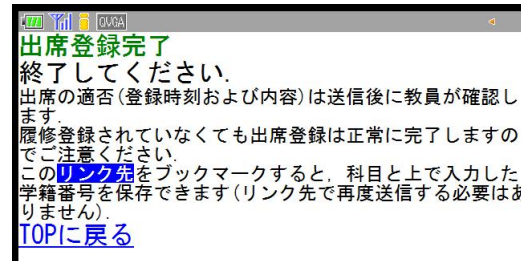 QVGA
出席登録完了
終了してください.
出席の適否(登録時刻および内容)は送信後に教員が確認し
ます.
履修登録されていなくても出席登録は正常に完了しますの
でご注意ください.
このリンク先をブックマークすると, 科目と上で入力した
学籍番号を保存できます(リンク先で再度送信する必要はあ
りません).
TOPに戻る